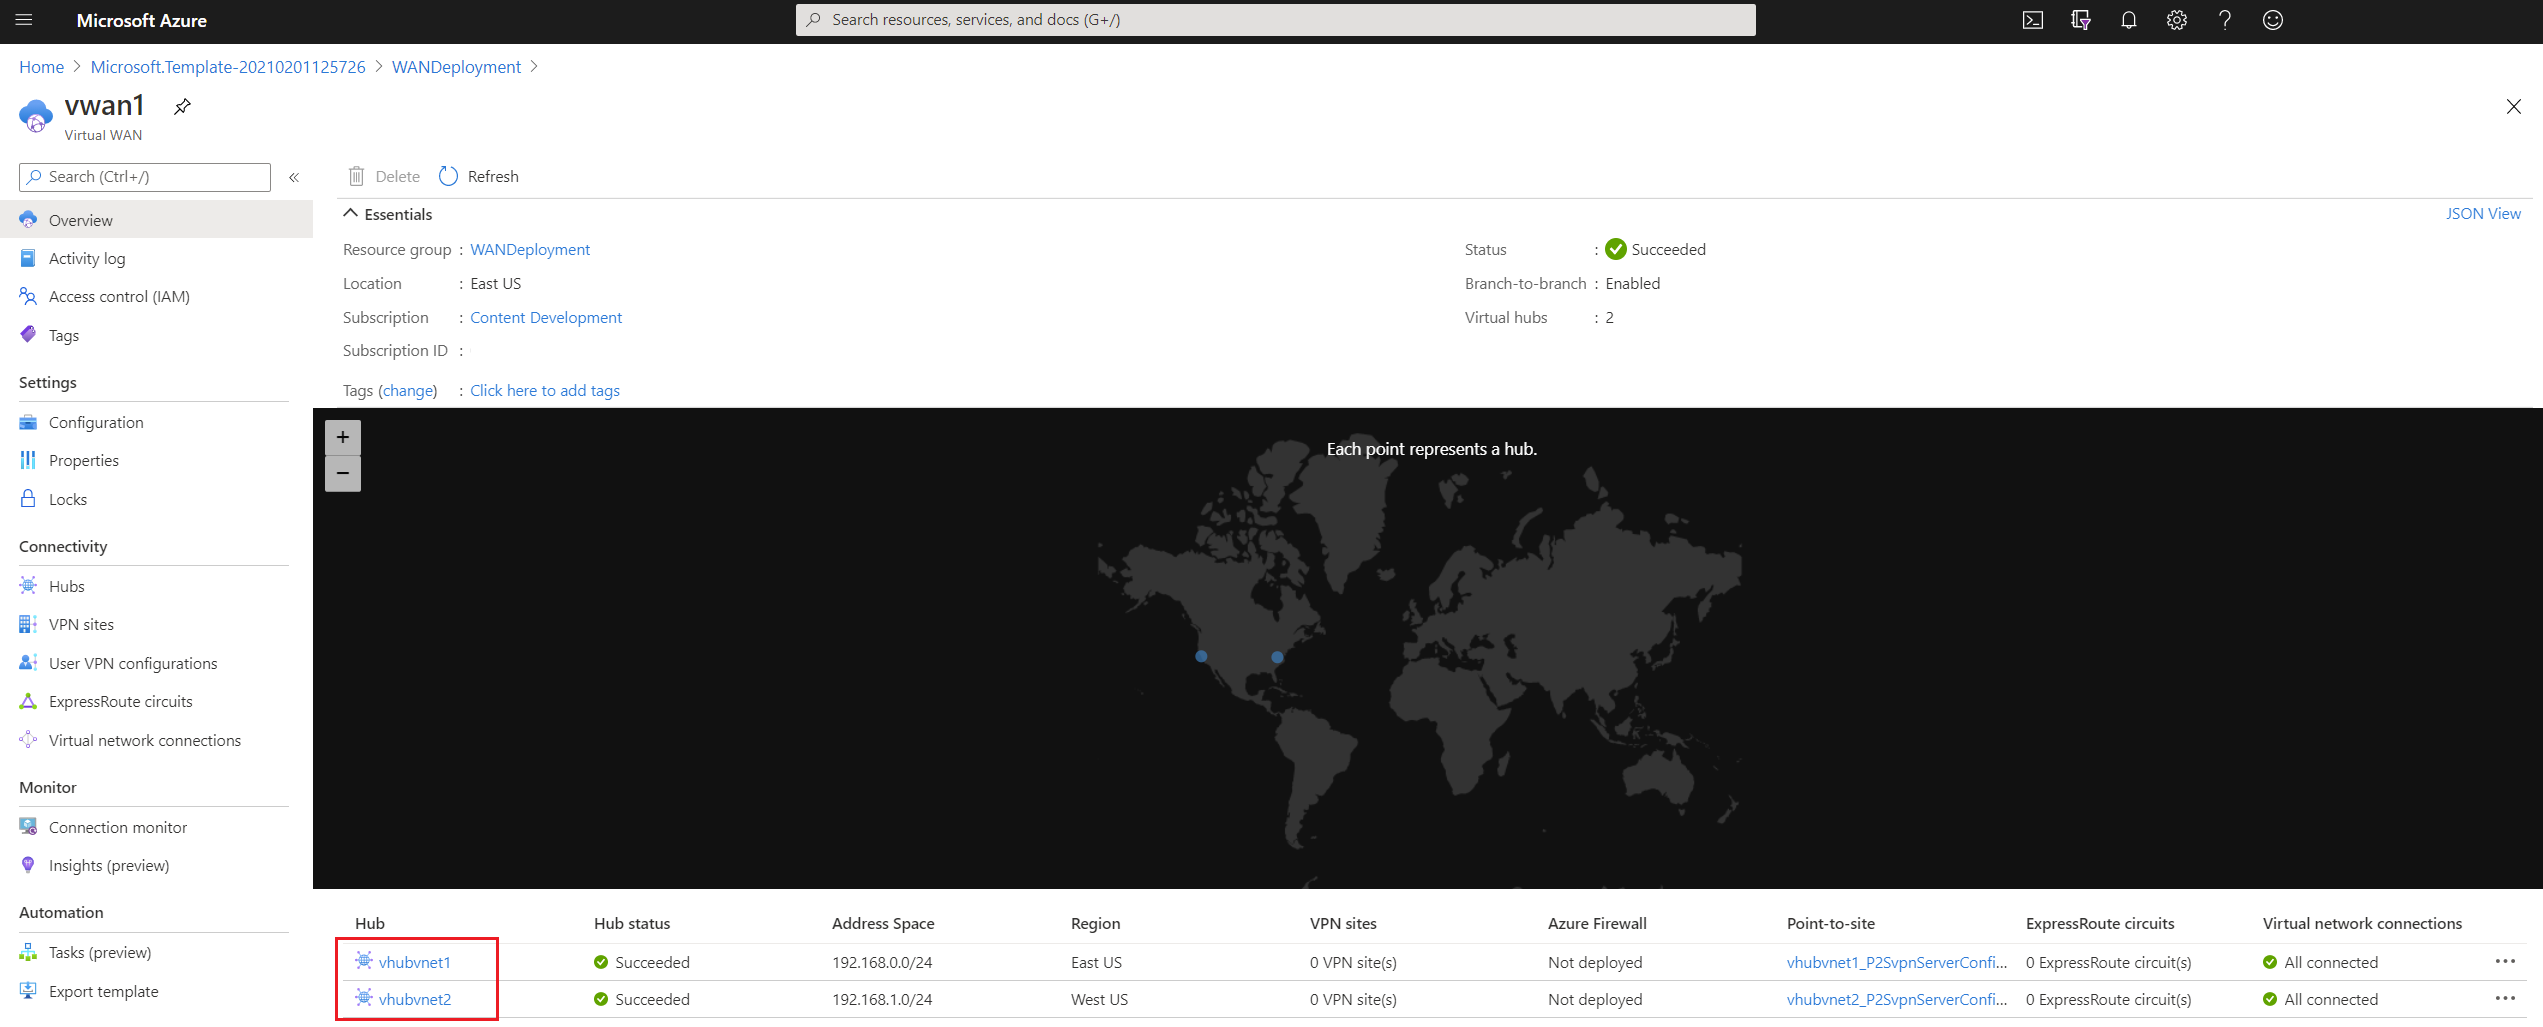 Microsoft Azure
Search resources, services, and docs (G+/)
Home > Microsoft.Template-20210201125726 > WANDeployment >
vwan1
Virtual WAN
Search (Ctrl+/)
«
Delete
Refresh
Overview
Activity log
Access control (IAM)
Tags
Settings
Configuration
Properties
Locks
Connectivity
Hubs
VPN sites
User VPN configurations
ExpressRoute circuits
Virtual network connections
Monitor
Connection monitor
Insights (preview)
Automation
Tasks (preview)
Export template
Essentials
JSON View
Resource group : WANDeployment
Location : East US
Subscription : Content Development
Subscription ID :
Tags (change) : Click here to add tags
Status : Succeeded
Branch-to-branch : Enabled
Virtual hubs : 2
+
−
Each point represents a hub.
Hub Hub status Address Space Region VPN sites Azure Firewall Point-to-site ExpressRoute circuits Virtual network connections
vhubvnet1 Succeeded 192.168.0.0/24 East US 0 VPN site(s) Not deployed vhubvnet1_P2SvpnServerConfi... 0 ExpressRoute circuit(s) All connected ...
vhubvnet2 Succeeded 192.168.1.0/24 West US 0 VPN site(s) Not deployed vhubvnet2_P2SvpnServerConfi... 0 ExpressRoute circuit(s) All connected ...